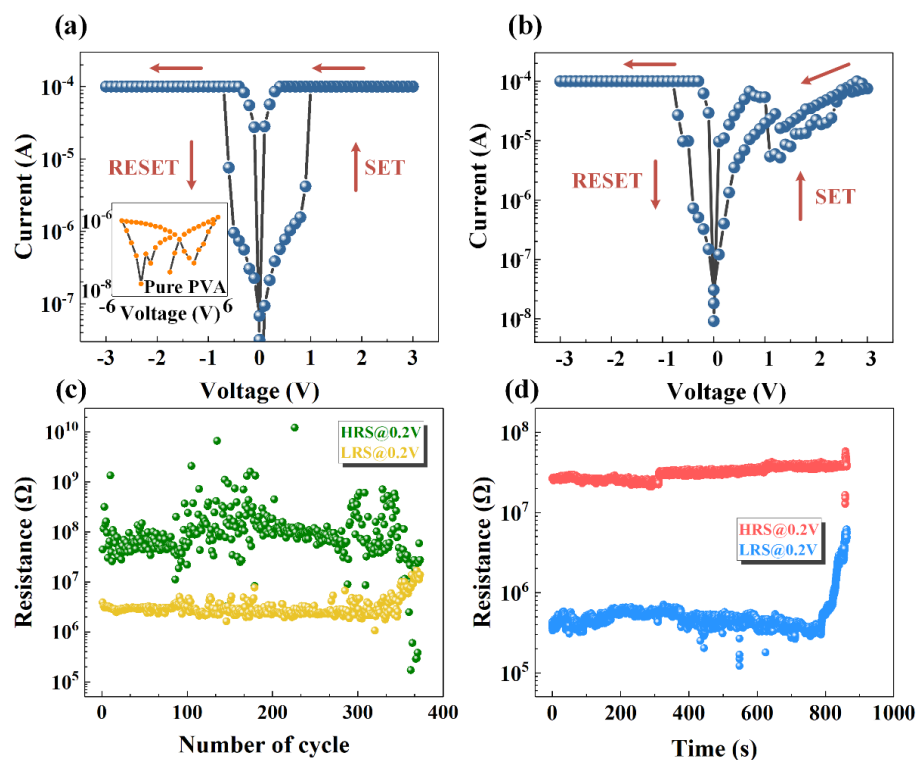 (a)
Current (A)
10^-4
10^-5
10^-6
10^-7
RESET
SET
10^-6
10^-8
Pure PVA
-6
6
Voltage (V)
-3
-2
-1
0
1
2
3
Voltage (V)
(b)
Current (A)
10^-4
10^-5
10^-6
10^-7
10^-8
RESET
SET
-3
-2
-1
0
1
2
3
Voltage (V)
(c)
Resistance (Ω)
10^10
10^9
10^8
10^7
10^6
10^5
HRS@0.2V
LRS@0.2V
0
100
200
300
400
Number of cycle
(d)
Resistance (Ω)
10^8
10^7
10^6
10^5
HRS@0.2V
LRS@0.2V
0
200
400
600
800
1000
Time (s)